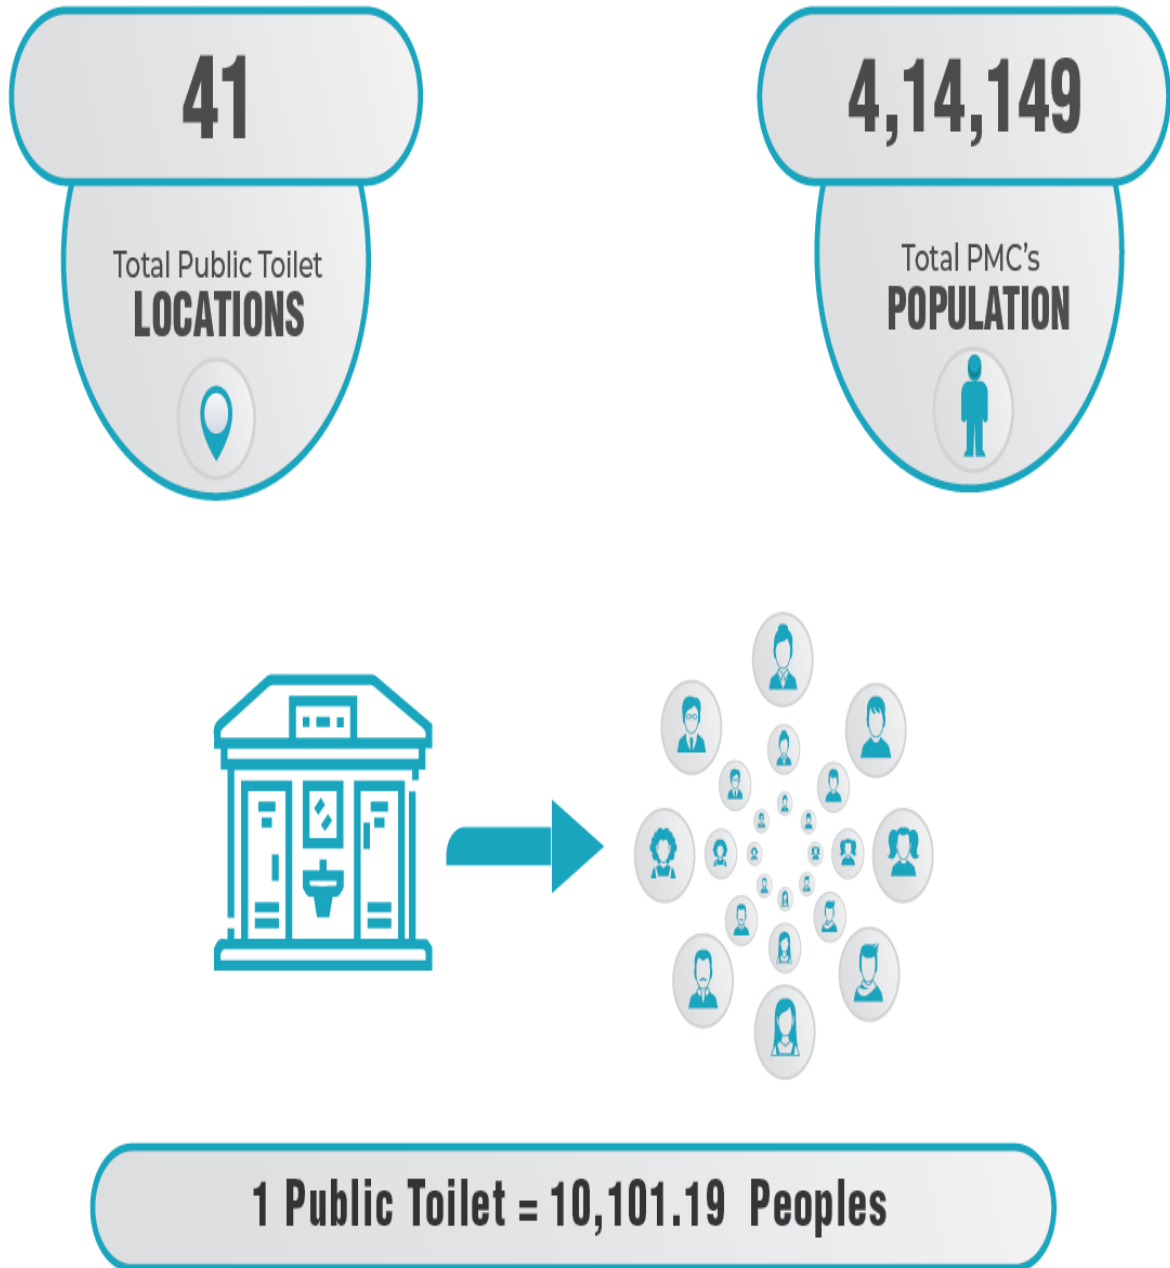 41
Total Public Toilet
LOCATIONS
4,14,149
Total PMC’s
POPULATION
1 Public Toilet = 10,101.19 Peoples